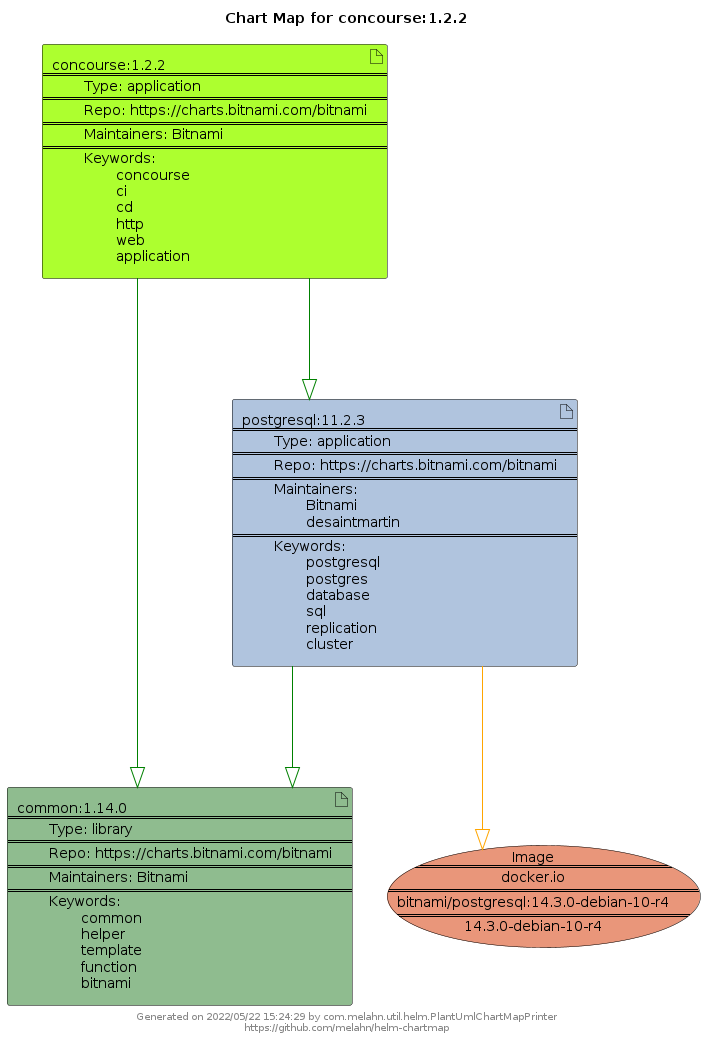 Chart Map for concourse:1.2.2
concourse:1.2.2
Type: application
Repo: https://charts.bitnami.com/bitnami
Maintainers: Bitnami
Keywords:
concourse
ci
cd
http
web
application
postgresql:11.2.3
Type: application
Repo: https://charts.bitnami.com/bitnami
Maintainers:
Bitnami
desaintmartin
Keywords:
postgresql
postgres
database
sql
replication
cluster
common:1.14.0
Type: library
Repo: https://charts.bitnami.com/bitnami
Maintainers: Bitnami
Keywords:
common
helper
template
function
bitnami
Image
docker.io
bitnami/postgresql:14.3.0-debian-10-r4
14.3.0-debian-10-r4
Generated on 2022/05/22 15:24:29 by com.melahn.util.helm.PlantUmlChartMapPrinter
https://github.com/melahn/helm-chartmap